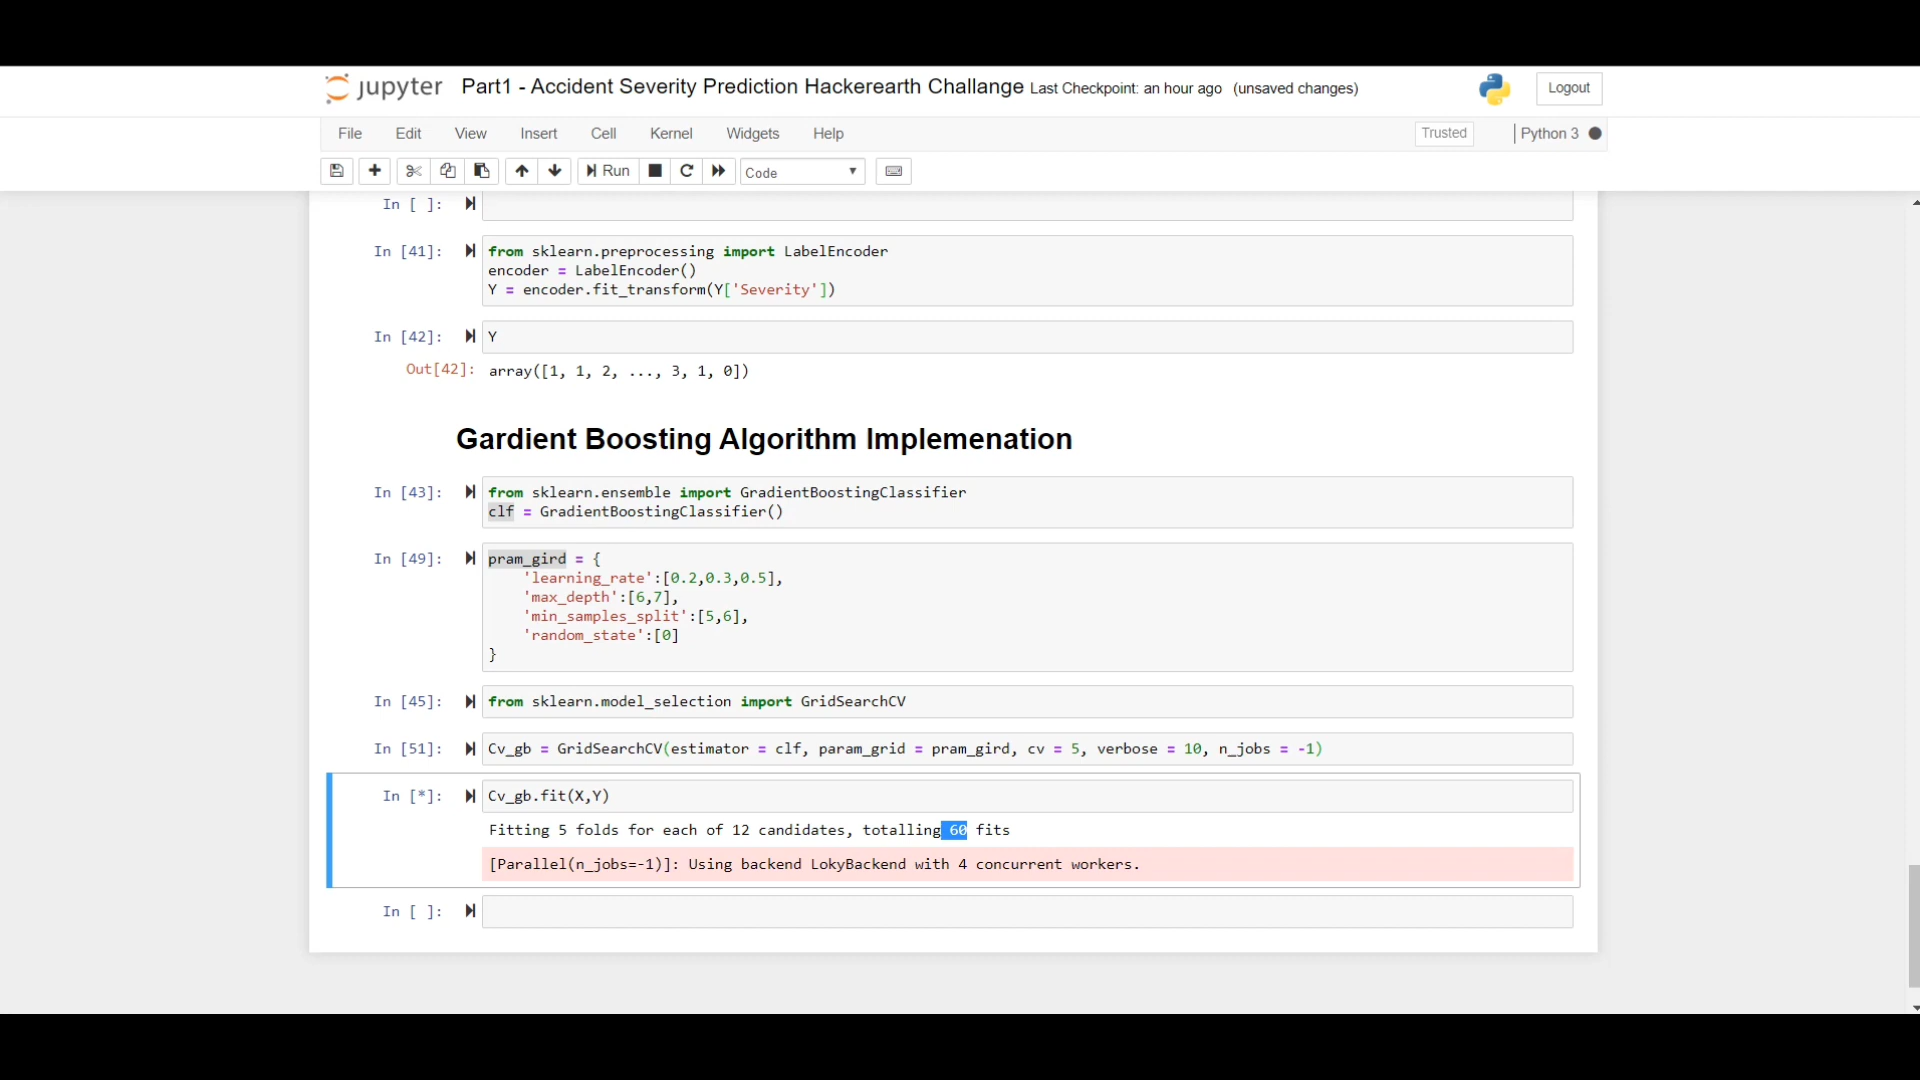 jupyter Part1 - Accident Severity Prediction Hackerearth Challange Last Checkpoint: an hour ago (unsaved changes) Logout
File Edit View Insert Cell Kernel Widgets Help Trusted Python 3
Run Code
In [ ]:
In [41]: from sklearn.preprocessing import LabelEncoder
encoder = LabelEncoder()
Y = encoder.fit_transform(Y['Severity'])
In [42]: Y
Out[42]: array([1, 1, 2, ..., 3, 1, 0])
Gardient Boosting Algorithm Implemenation
In [43]: from sklearn.ensemble import GradientBoostingClassifier
clf = GradientBoostingClassifier()
In [49]: pram_gird = {
'learning_rate':[0.2,0.3,0.5],
'max_depth':[6,7],
'min_samples_split':[5,6],
'random_state':[0]
}
In [45]: from sklearn.model_selection import GridSearchCV
In [51]: Cv_gb = GridSearchCV(estimator = clf, param_grid = pram_gird, cv = 5, verbose = 10, n_jobs = -1)
In [*]: Cv_gb.fit(X,Y)
Fitting 5 folds for each of 12 candidates, totalling 60 fits
[Parallel(n_jobs=-1)]: Using backend LokyBackend with 4 concurrent workers.
In [ ]: